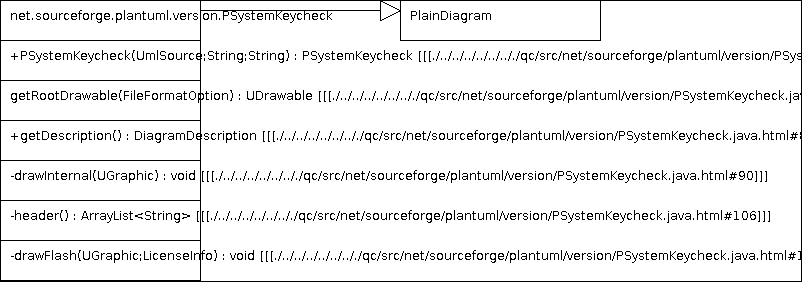 net.sourceforge.plantuml.version.PSystemKeycheck
PlainDiagram
+PSystemKeycheck(UmlSource;String;String) : PSystemKeycheck [[[./../../../../../../../qc/src/net/sourceforge/plantuml/version/PSys
getRootDrawable(FileFormatOption) : UDrawable [[[./../../../../../../../qc/src/net/sourceforge/plantuml/version/PSystemKeycheck.jav
+getDescription() : DiagramDescription [[[./../../../../../../../qc/src/net/sourceforge/plantuml/version/PSystemKeycheck.java.html#8
-drawInternal(UGraphic) : void [[[./../../../../../../../qc/src/net/sourceforge/plantuml/version/PSystemKeycheck.java.html#90]]]
-header() : ArrayList<String> [[[./../../../../../../../qc/src/net/sourceforge/plantuml/version/PSystemKeycheck.java.html#106]]]
-drawFlash(UGraphic;LicenseInfo) : void [[[./../../../../../../../qc/src/net/sourceforge/plantuml/version/PSystemKeycheck.java.html#1